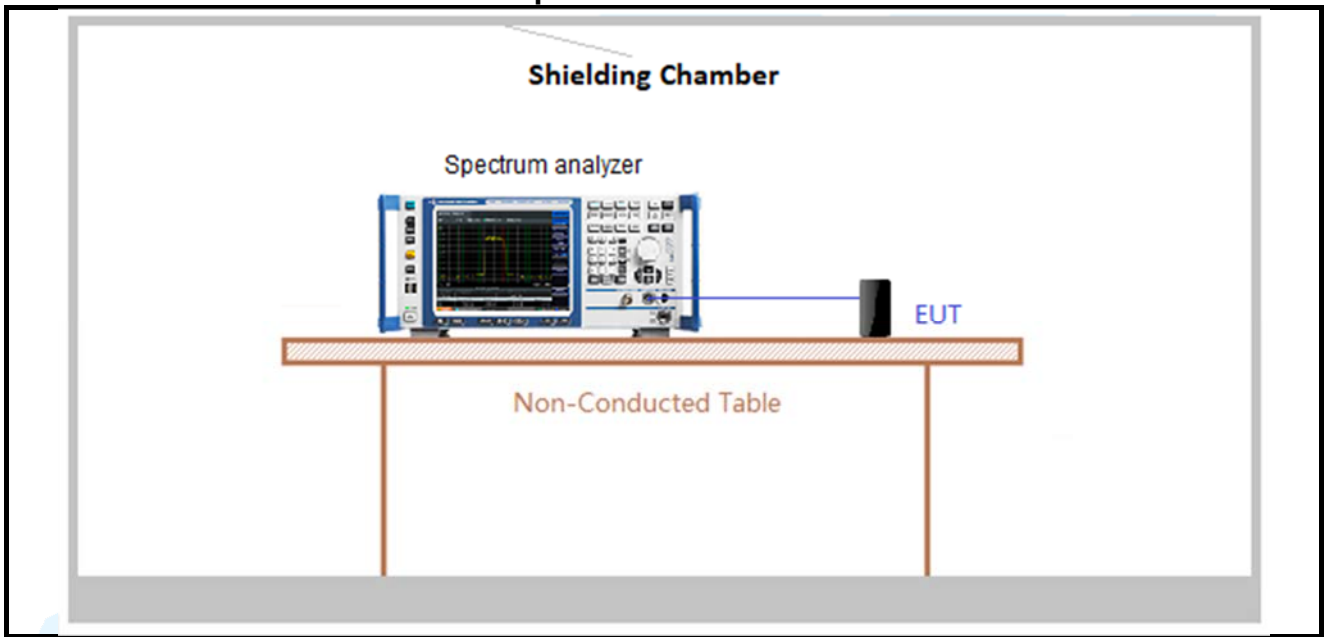 Shielding Chamber
Spectrum analyzer
EUT
Non-Conducted Table